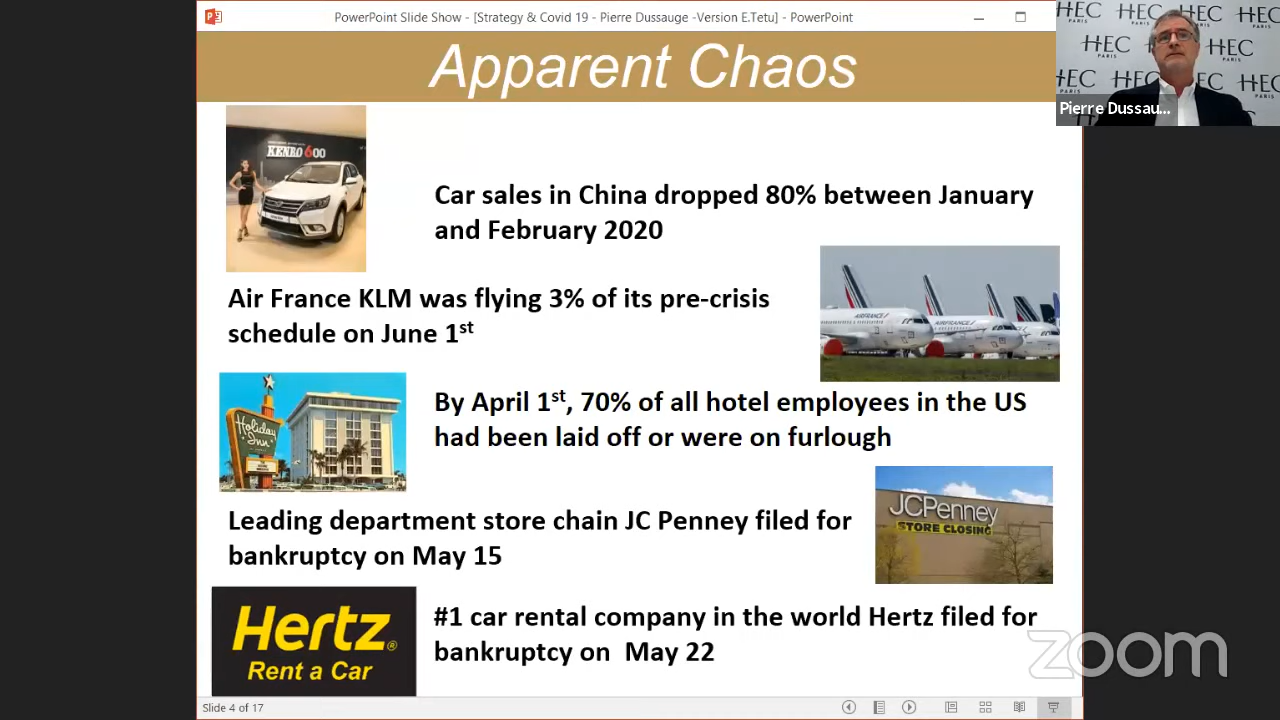 PowerPoint Slide Show - [Strategy & Covid 19 - Pierre Dussauge -Version E.Tetu] - PowerPoint
Apparent Chaos
HEC
PARIS
Pierre Dussau...
KENBO 600
Car sales in China dropped 80% between January
and February 2020
Air France KLM was flying 3% of its pre-crisis
schedule on June 1st
AIRFRANCE
AIRFRANCE
By April 1st, 70% of all hotel employees in the US
had been laid off or were on furlough
Holiday
Inn
Leading department store chain JC Penney filed for
bankruptcy on May 15
JCPenney
STORE CLOSING
Hertz®
Rent a Car
#1 car rental company in the world Hertz filed for
bankruptcy on May 22
zoom
Slide 4 of 17